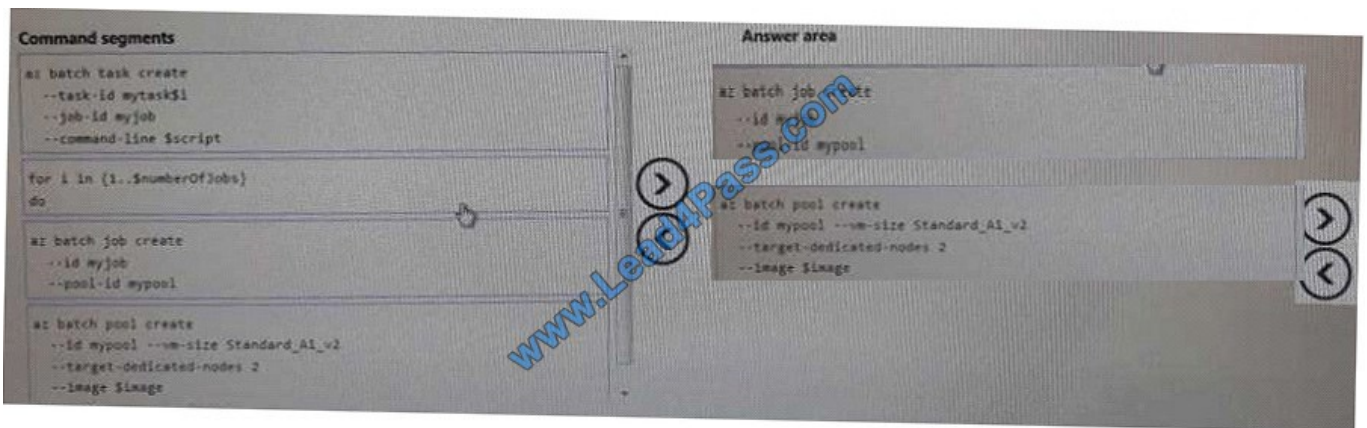 Command segments
az batch task create
--task-id mytask$i
--job-id myjob
--command-line $script
for i in {1..$numberOfJobs}
do
az batch job create
--id myjob
--pool-id mypool
az batch pool create
--id mypool --vm-size Standard_A1_v2
--target-dedicated-nodes 2
--image $image
Answer area
az batch job create
--id
mypool
az batch pool create
--id mypool --vm-size Standard_A1_v2
--target-dedicated-nodes 2
--image $image
www.Lead4Pass.com